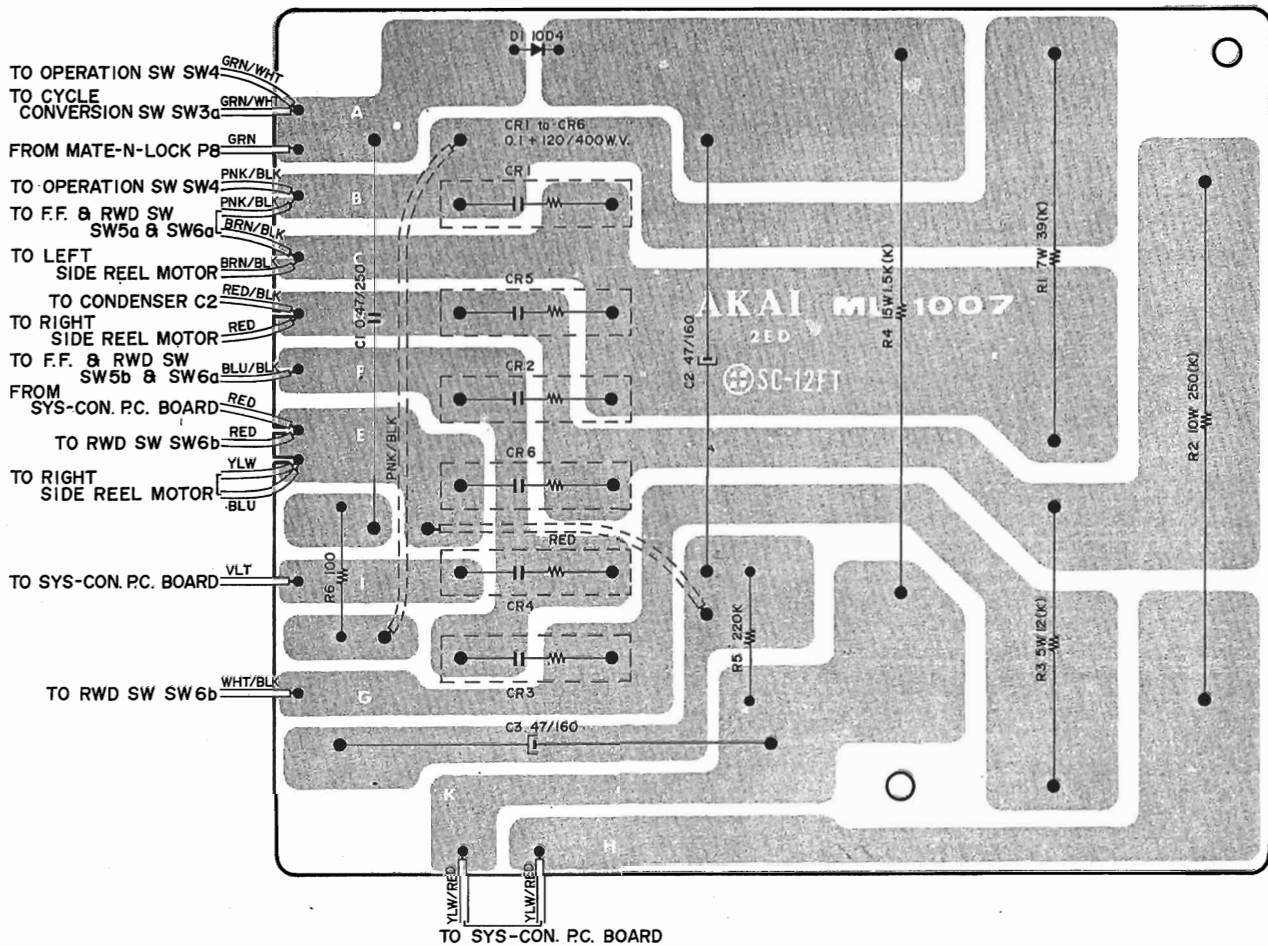 D1 10D4
TO OPERATION SW SW4
GRN/WHT
TO CYCLE
CONVERSION SW SW3a
GRN/WHT
A
CR1 to CR6
0.1 + 120/400W.V.
FROM MATE-N-LOCK P8
GRN
TO OPERATION SW SW4
PNK/BLK
B
CR1
TO F.F. & RWD SW
SW5a & SW6a
PNK/BLK
BRN/BLK
TO LEFT
SIDE REEL MOTOR
BRN/BLK
C
C1 0.47/250
CR5
TO CONDENSER C2
RED/BLK
TO RIGHT
SIDE REEL MOTOR
RED
AKAI ML 1007
2ED
SC-12FT
R4 15W 1.5K(K)
R1 7W 39(K)
C2 47/160
R2 10W 250(K)
TO F.F. & RWD SW
SW5b & SW6a
BLU/BLK
F
CR2
FROM
SYS-CON. P.C. BOARD
RED
TO RWD SW SW6b
RED
E
PNK/BLK
CR6
TO RIGHT
SIDE REEL MOTOR
YLW
BLU
RED
TO SYS-CON. P.C. BOARD
VLT
R6 100
I
CR4
R5 220K
R3 5W 12(K)
TO RWD SW SW6b
WHT/BLK
G
CR3
C3 47/160
K
H
YLW/RED
YLW/RED
TO SYS-CON. P.C. BOARD